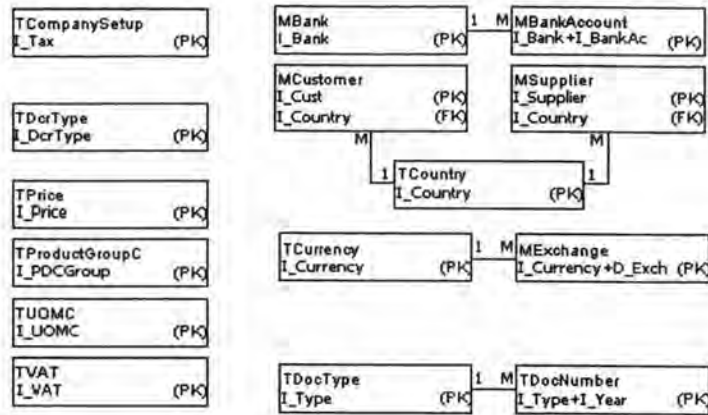 TCompanySetup
I_Tax (PK)
TDcrType
I_DcrType (PK)
TPrice
I_Price (PK)
TProductGroupC
I_PDCGroup (PK)
TUOMC
I_UOMC (PK)
TVAT
I_VAT (PK)
MBank
I_Bank (PK)
1 M
MBankAccount
I_Bank+I_BankAc (PK)
MCustomer
I_Cust (PK)
I_Country (FK)
M
MSupplier
I_Supplier (PK)
I_Country (FK)
M
1
TCountry
I_Country (PK)
1
TCurrency
I_Currency (PK)
1 M
MExchange
I_Currency+D_Exch (PK)
TDocType
I_Type (PK)
1 M
TDocNumber
I_Type+I_Year (PK)